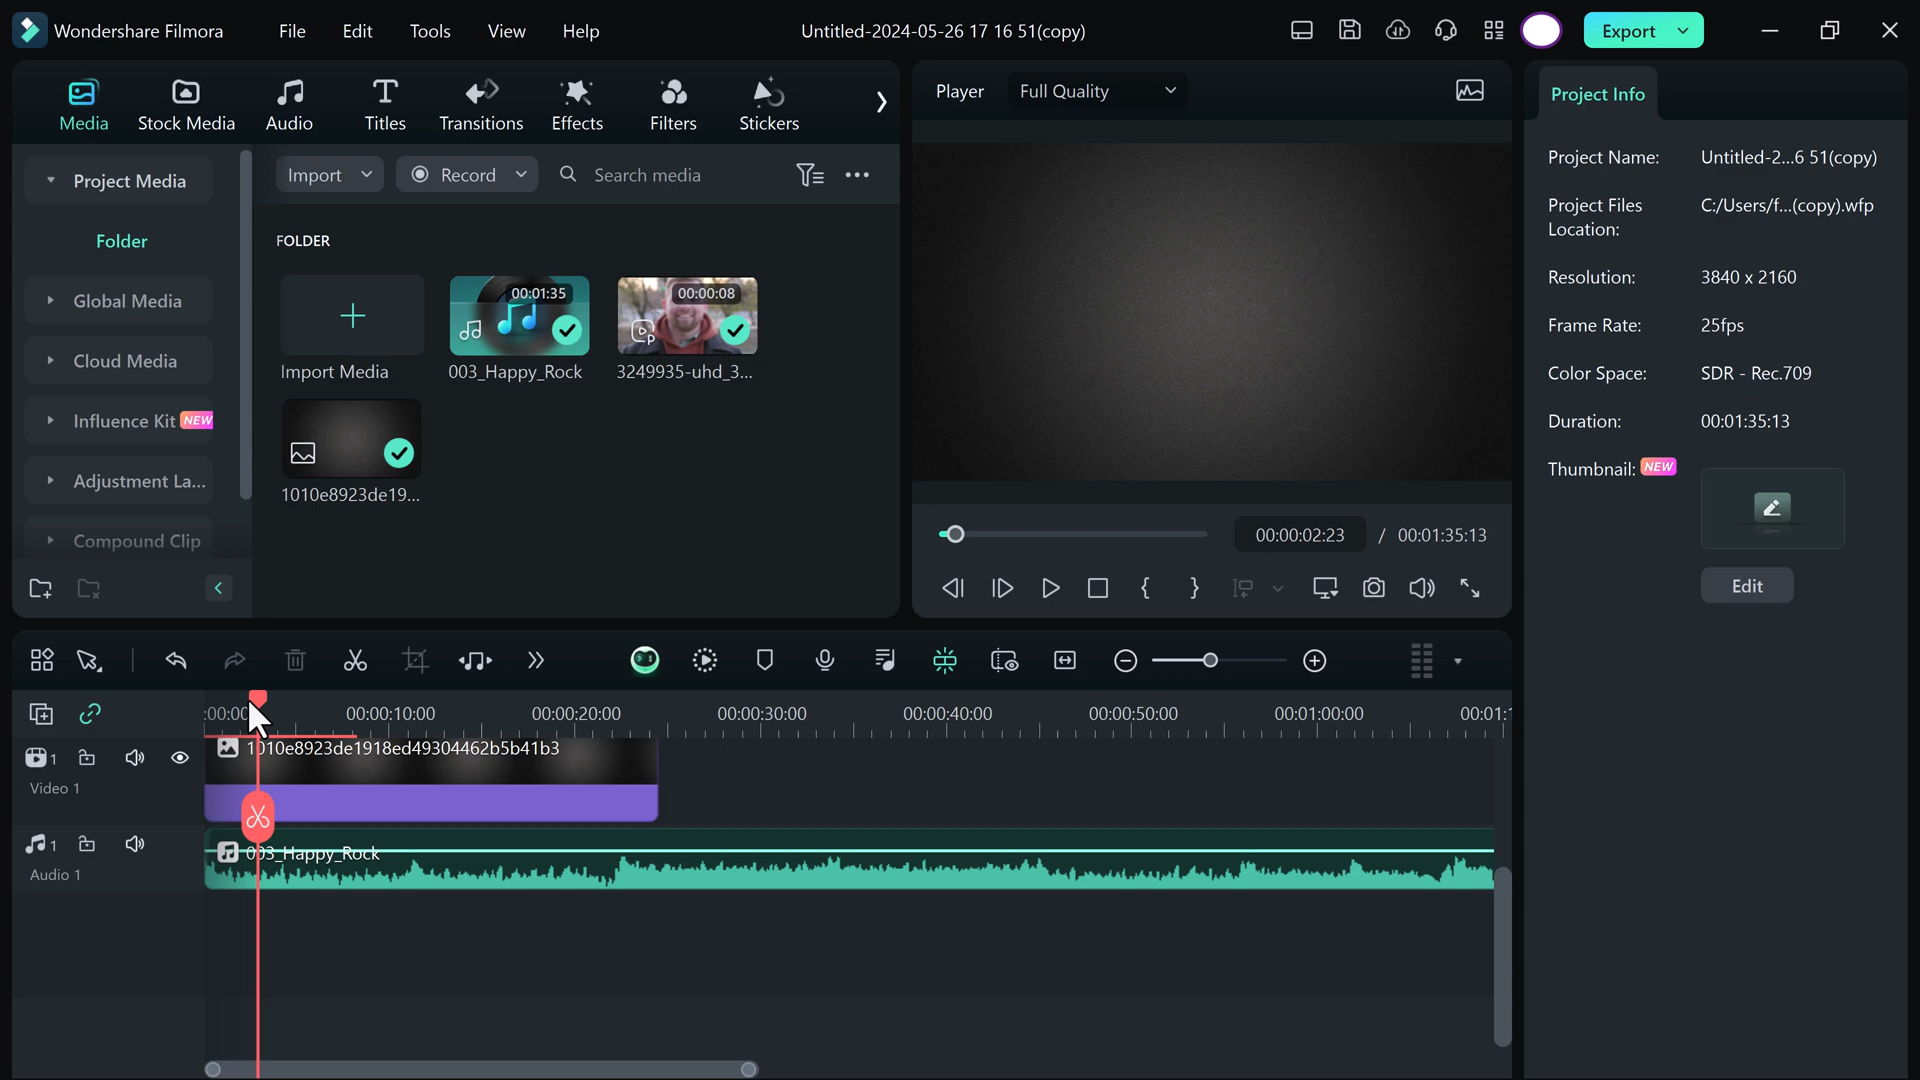 Wondershare Filmora
File
Edit
Tools
View
Help
Untitled-2024-05-26 17 16 51(copy)
Export
Media
Stock Media
Audio
Titles
Transitions
Effects
Filters
Stickers
Player
Full Quality
Project Info
Project Media
Folder
Global Media
Cloud Media
Influence Kit NEW
Adjustment La...
Compound Clip
Import
Record
Search media
FOLDER
Import Media
00:01:35
003_Happy_Rock
00:00:08
3249935-uhd_3...
1010e8923de19...
00:00:02:23 / 00:01:35:13
Project Name: Untitled-2...6 51(copy)
Project Files Location: C:/Users/f...(copy).wfp
Resolution: 3840 x 2160
Frame Rate: 25fps
Color Space: SDR - Rec.709
Duration: 00:01:35:13
Thumbnail: NEW
Edit
:00:00
00:00:10:00
00:00:20:00
00:00:30:00
00:00:40:00
00:00:50:00
00:01:00:00
00:01:1
1
Video 1
1010e8923de1918ed49304462b5b41b3
1
Audio 1
003_Happy_Rock